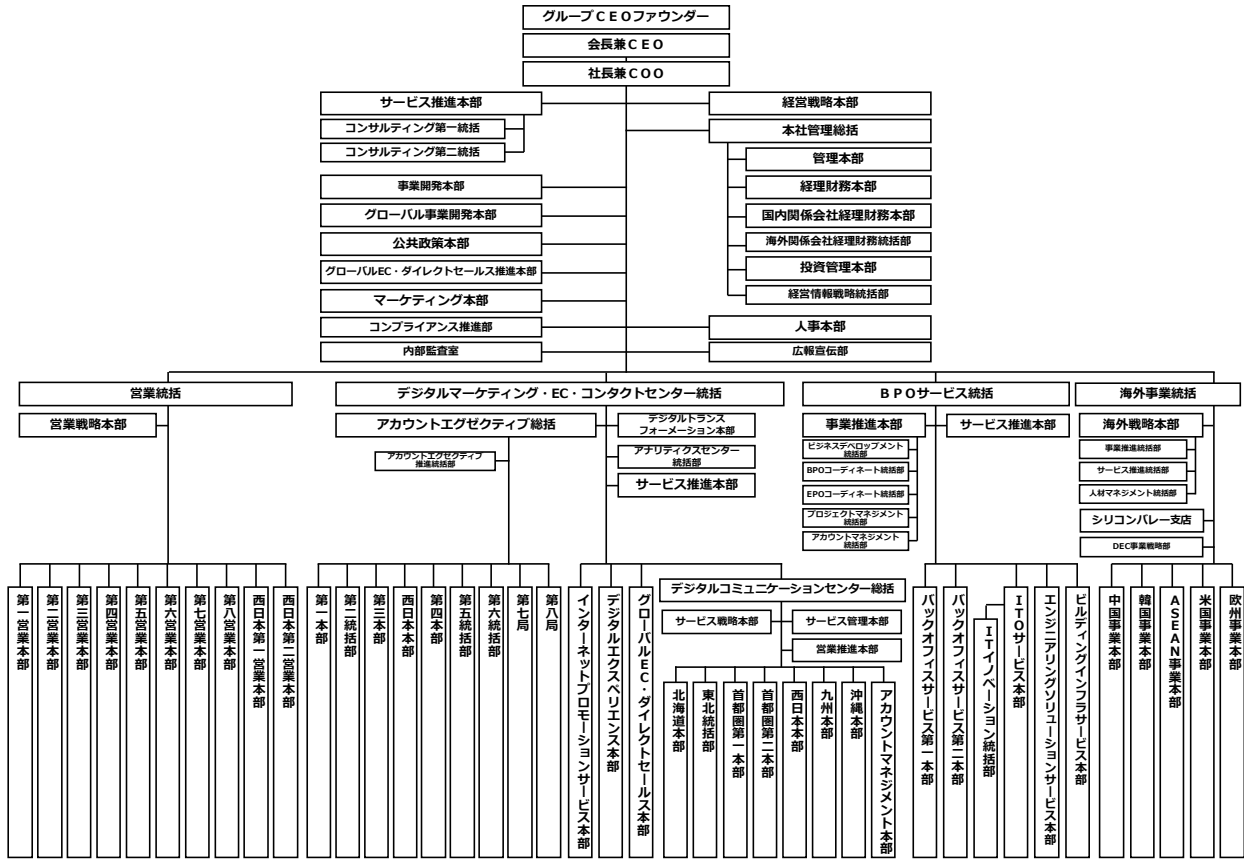 グループＣＥＯファウンダー
会長兼ＣＥＯ
社長兼ＣＯＯ
サービス推進本部
経営戦略本部
コンサルティング第一統括
コンサルティング第二統括
本社管理総括
管理本部
経理財務本部
国内関係会社経理財務本部
海外関係会社経理財務統括部
投資管理本部
経営情報戦略統括部
事業開発本部
グローバル事業開発本部
公共政策本部
グローバルEC・ダイレクトセールス推進本部
マーケティング本部
コンプライアンス推進部
人事本部
内部監査室
広報宣伝部
営業統括
デジタルマーケティング・EC・コンタクトセンター統括
ＢＰＯサービス統括
海外事業統括
営業戦略本部
アカウントエグゼクティブ総括
アカウントエグゼクティブ
推進統括部
デジタルトランス
フォーメーション本部
アナリティクスセンター
統括部
サービス推進本部
事業推進本部
サービス推進本部
ビジネスデベロップメント
統括部
BPOコーディネート統括部
EPOコーディネート統括部
プロジェクトマネジメント
統括部
アカウントマネジメント
統括部
海外戦略本部
事業推進統括部
サービス推進統括部
人材マネジメント統括部
シリコンバレー支店
DEC事業戦略部
第一営業本部
第二営業本部
第三営業本部
第四営業本部
第五営業本部
第六営業本部
第七営業本部
第八営業本部
西日本第一営業本部
西日本第二営業本部
第一本部
第二統括部
第三本部
西日本本部
第四本部
第五統括部
第六統括部
第七局
第八局
インターネットプロモーションサービス本部
デジタルエクスペリエンス本部
グローバルEC・ダイレクトセールス本部
デジタルコミュニケーションセンター総括
サービス戦略本部
サービス管理本部
営業推進本部
北海道本部
東北統括部
首都圏第一本部
首都圏第二本部
西日本本部
九州本部
沖縄本部
アカウントマネジメント本部
バックオフィスサービス第一本部
バックオフィスサービス第二本部
ＩＴイノベーション統括部
ＩＴＯサービス本部
エンジニアリングソリューションサービス本部
ビルディングインフラサービス本部
中国事業本部
韓国事業本部
ＡＳＥＡＮ事業本部
米国事業本部
欧州事業本部